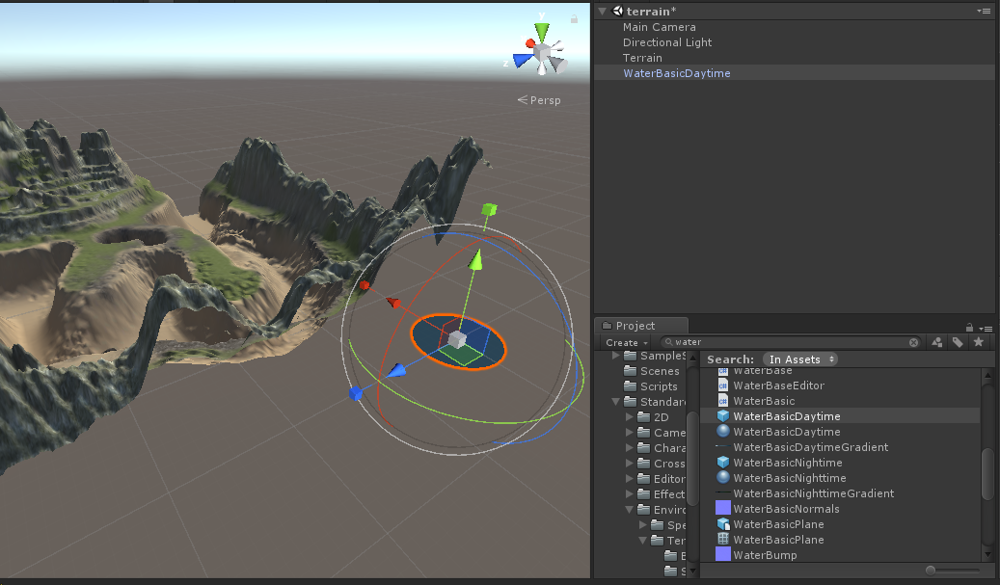 Y
Z
Persp
terrain*
Main Camera
Directional Light
Terrain
WaterBasicDaytime
Project
Create
water
SampleS
Scenes
Scripts
Standar
2D
Came
Chara
Cross
Editor
Effect
Enviro
Spe
Ter
Search: In Assets
WaterBase
WaterBaseEditor
WaterBasic
WaterBasicDaytime
WaterBasicDaytime
WaterBasicDaytimeGradient
WaterBasicNightime
WaterBasicNighttime
WaterBasicNighttimeGradient
WaterBasicNormals
WaterBasicPlane
WaterBasicPlane
WaterBump